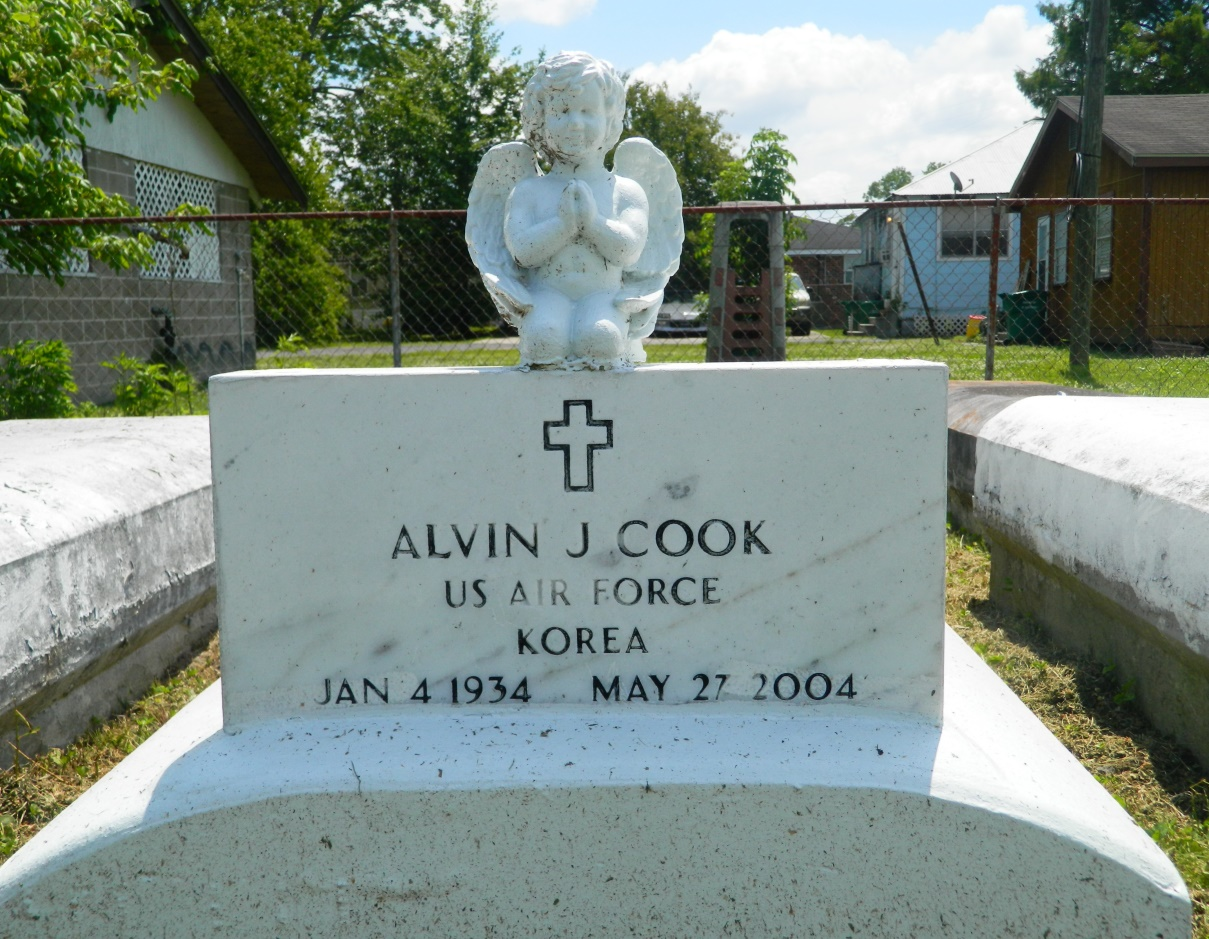 ALVIN J COOK
US AIR FORCE
KOREA
JAN 4 1934 MAY 27 2004